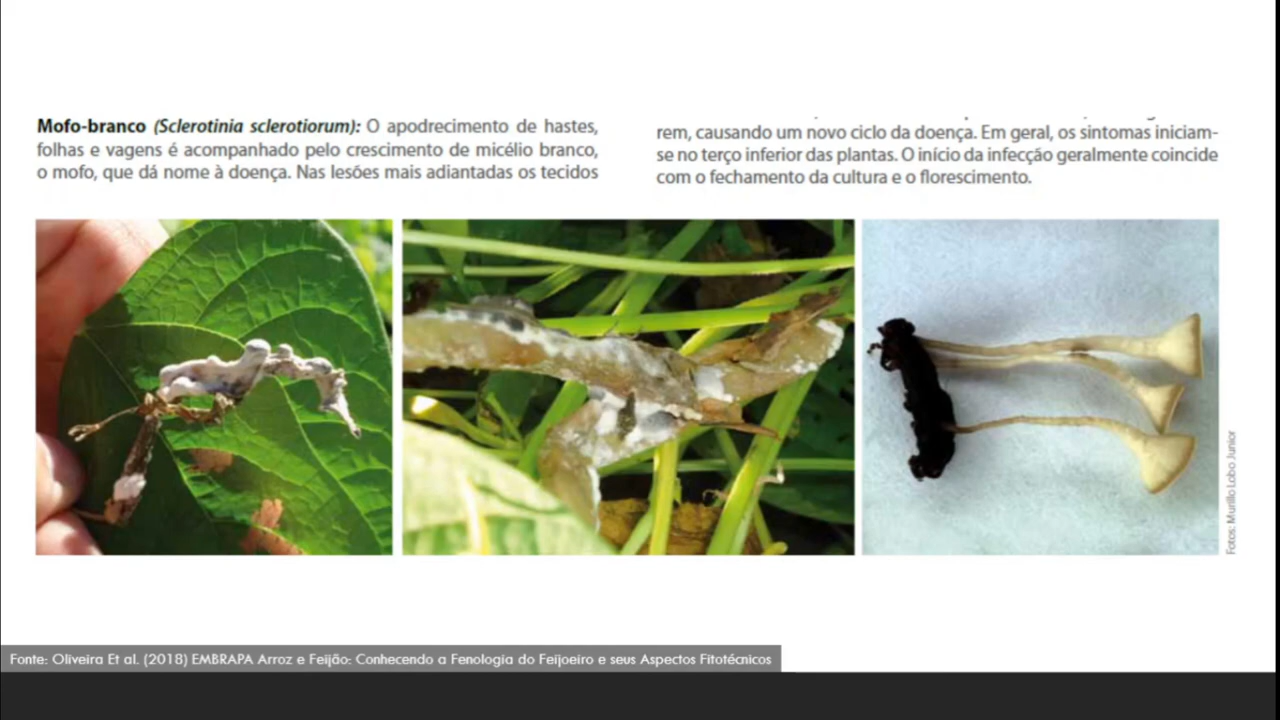 Mofo-branco (Sclerotinia sclerotiorum): O apodrecimento de hastes,
folhas e vagens é acompanhado pelo crescimento de micélio branco,
o mofo, que dá nome à doença. Nas lesões mais adiantadas os tecidos
rem, causando um novo ciclo da doença. Em geral, os sintomas iniciam-
se no terço inferior das plantas. O início da infecção geralmente coincide
com o fechamento da cultura e o florescimento.
Fotos: Murillo Lobo Junior
Fonte: Oliveira Et al. (2018) EMBRAPA Arroz e Feijão: Conhecendo a Fenologia do Feijoeiro e seus Aspectos Fitotécnicos